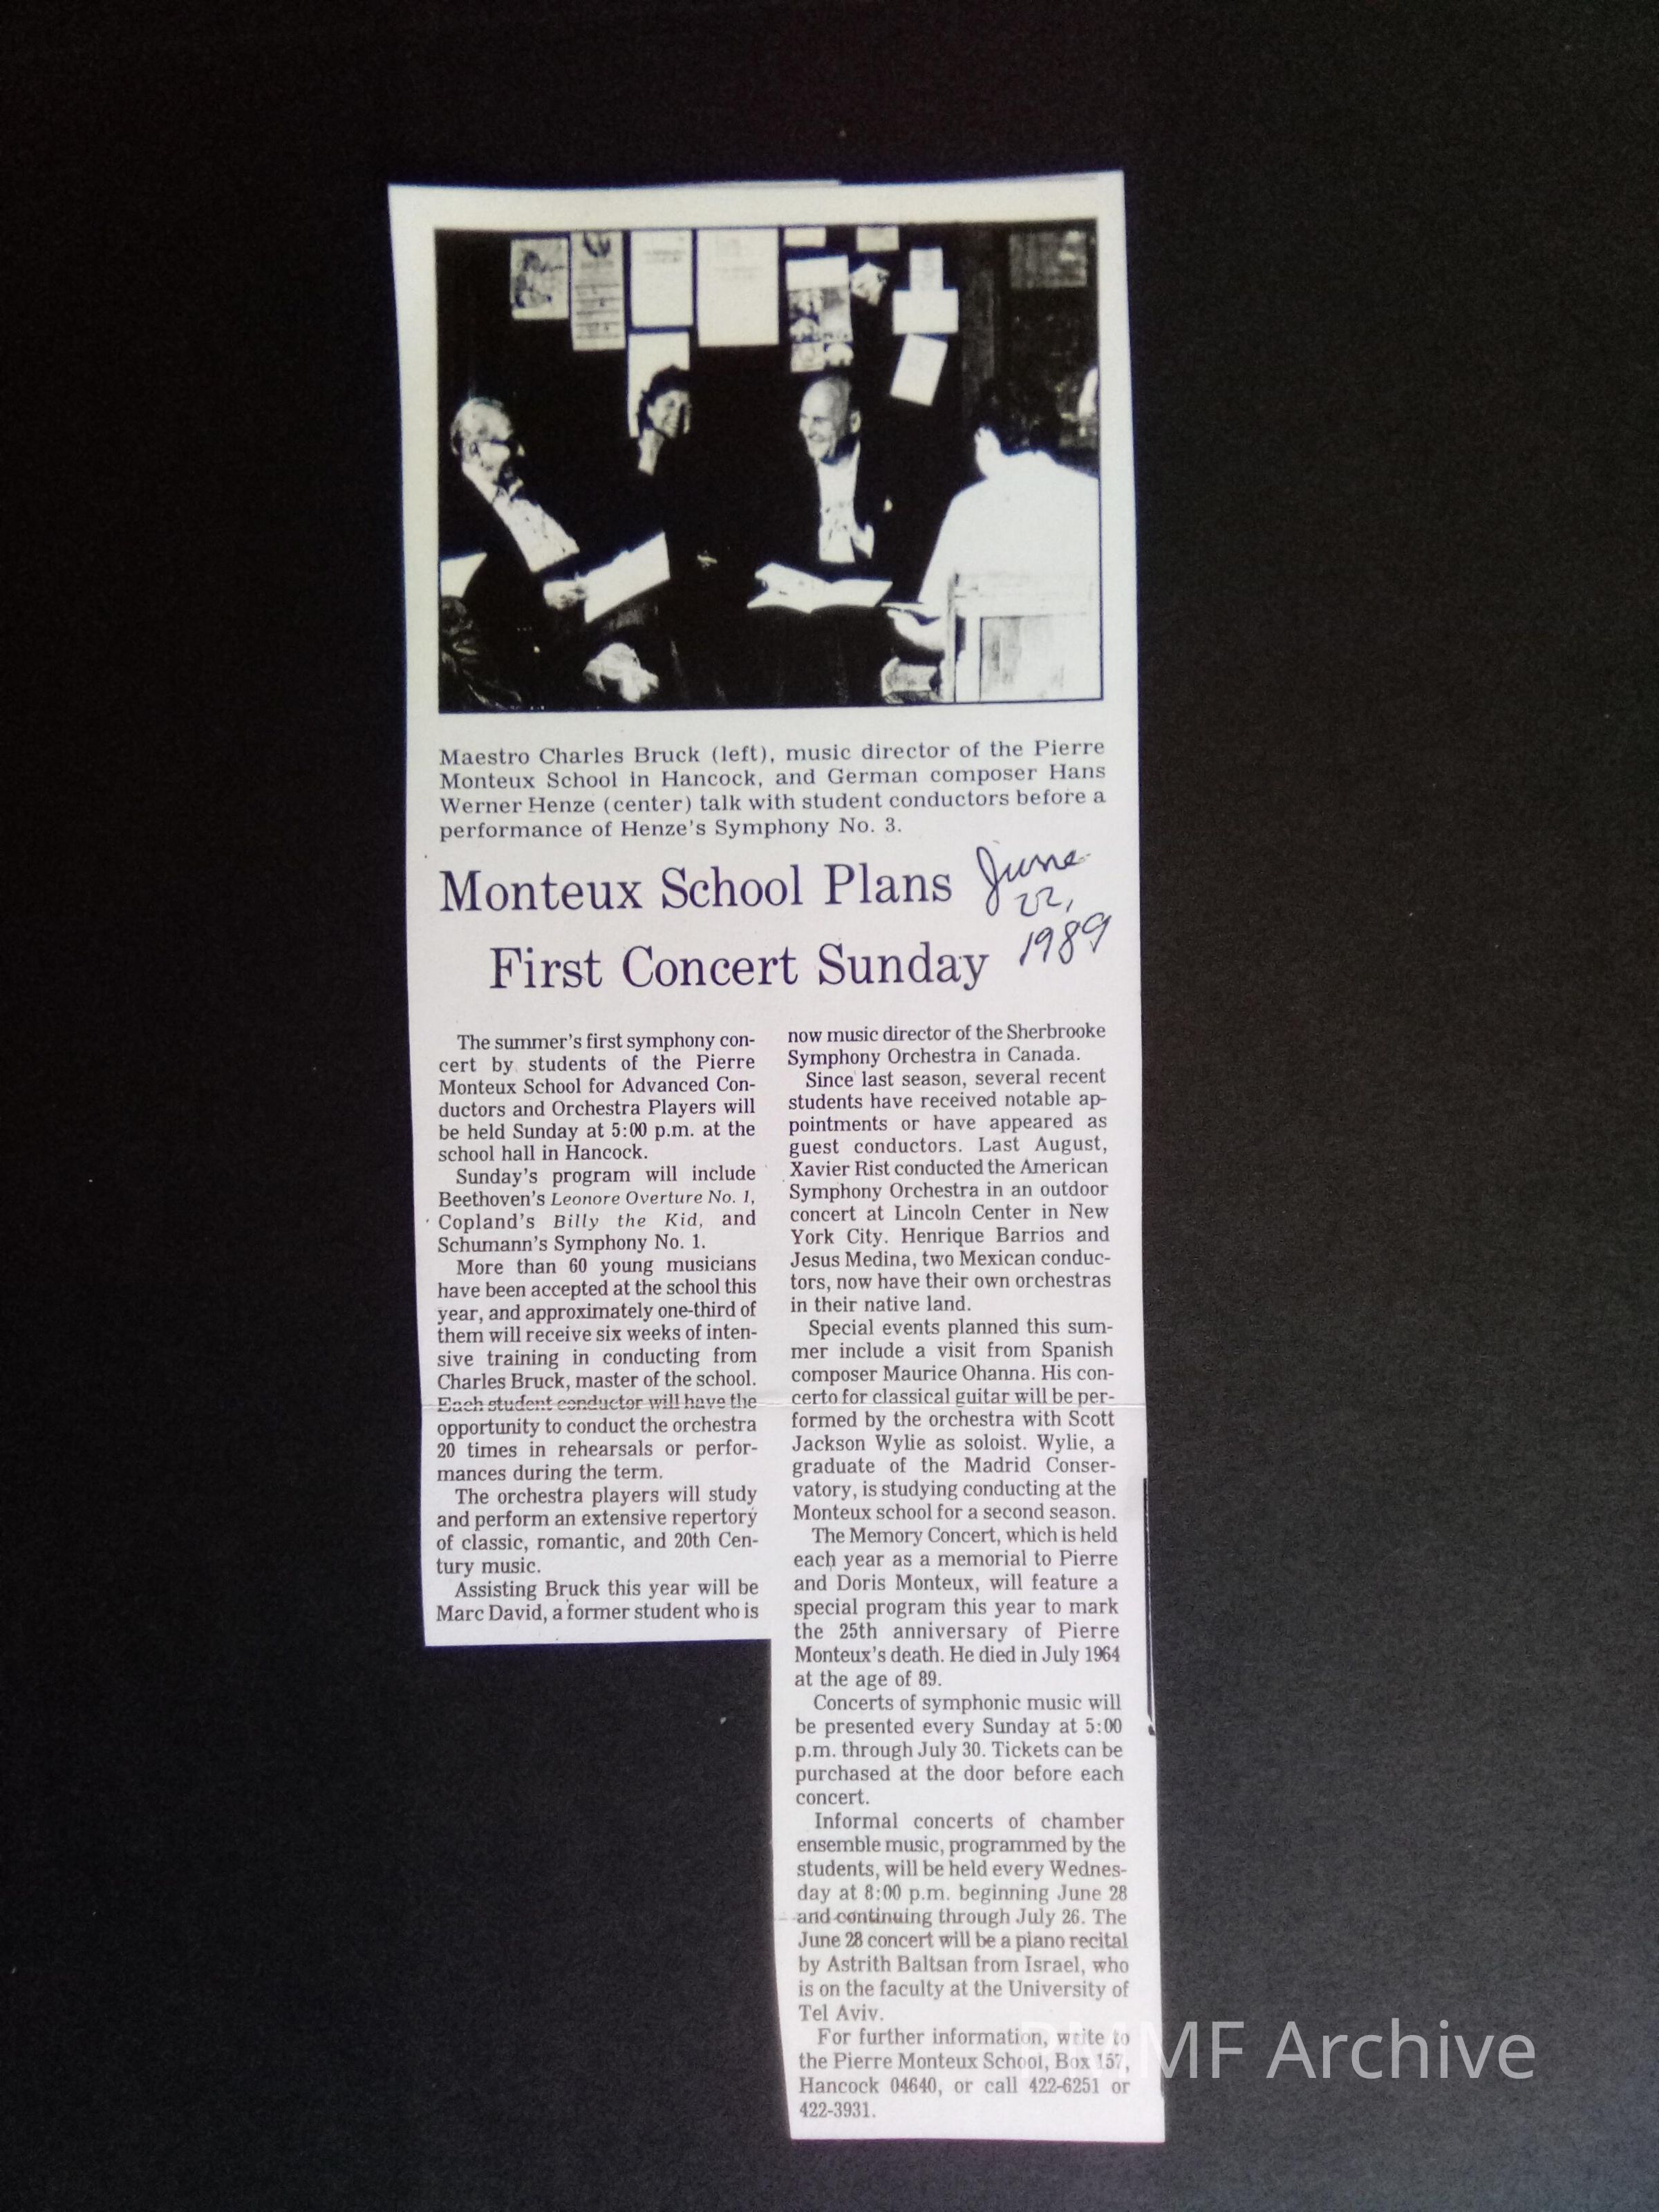 Maestro Charles Bruck (left), music director of the Pierre
Monteux School in Hancock, and German composer Hans
Werner Henze (center) talk with student conductors before a
performance of Henze's Symphony No. 3.
Monteux School Plans
First Concert Sunday
June
22,
1989
The summer's first symphony con-
cert by students of the Pierre
Monteux School for Advanced Con-
ductors and Orchestra Players will
be held Sunday at 5:00 p.m. at the
school hall in Hancock.
Sunday's program will include
Beethoven's Leonore Overture No. 1,
Copland's Billy the Kid, and
Schumann's Symphony No. 1.
More than 60 young musicians
have been accepted at the school this
year, and approximately one-third of
them will receive six weeks of inten-
sive training in conducting from
Charles Bruck, master of the school.
Each student conductor will have the
opportunity to conduct the orchestra
20 times in rehearsals or perfor-
mances during the term.
The orchestra players will study
and perform an extensive repertory
of classic, romantic, and 20th Cen-
tury music.
Assisting Bruck this year will be
Marc David, a former student who is
now music director of the Sherbrooke
Symphony Orchestra in Canada.
Since last season, several recent
students have received notable ap-
pointments or have appeared as
guest conductors. Last August,
Xavier Rist conducted the American
Symphony Orchestra in an outdoor
concert at Lincoln Center in New
York City. Henrique Barrios and
Jesus Medina, two Mexican conduc-
tors, now have their own orchestras
in their native land.
Special events planned this sum-
mer include a visit from Spanish
composer Maurice Ohanna. His con-
certo for classical guitar will be per-
formed by the orchestra with Scott
Jackson Wylie as soloist. Wylie, a
graduate of the Madrid Conser-
vatory, is studying conducting at the
Monteux school for a second season.
The Memory Concert, which is held
each year as a memorial to Pierre
and Doris Monteux, will feature a
special program this year to mark
the 25th anniversary of Pierre
Monteux's death. He died in July 1964
at the age of 89.
Concerts of symphonic music will
be presented every Sunday at 5:00
p.m. through July 30. Tickets can be
purchased at the door before each
concert.
Informal concerts of chamber
ensemble music, programmed by the
students, will be held every Wednes-
day at 8:00 p.m. beginning June 28
and continuing through July 26. The
June 28 concert will be a piano recital
by Astrith Baltsan from Israel, who
is on the faculty at the University of
Tel Aviv.
For further information, write to
the Pierre Monteux School, Box 157,
Hancock 04640, or call 422-6251 or
422-3931.
PMMF Archive